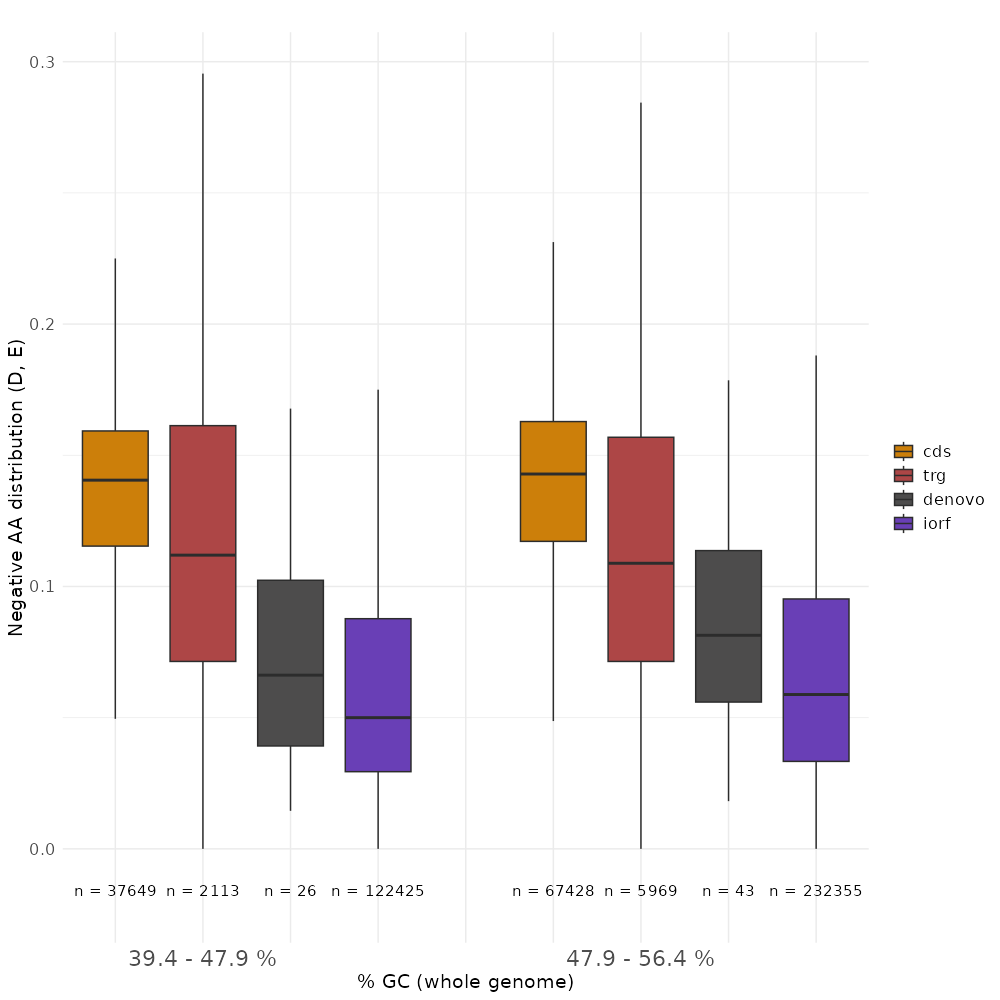 0.3
0.2
0.1
0.0
Negative AA distribution (D, E)
n = 37649 n = 2113 n = 26 n = 122425 n = 67428 n = 5969 n = 43 n = 232355
39.4 - 47.9 % 47.9 - 56.4 %
% GC (whole genome)
cds
trg
denovo
iorf